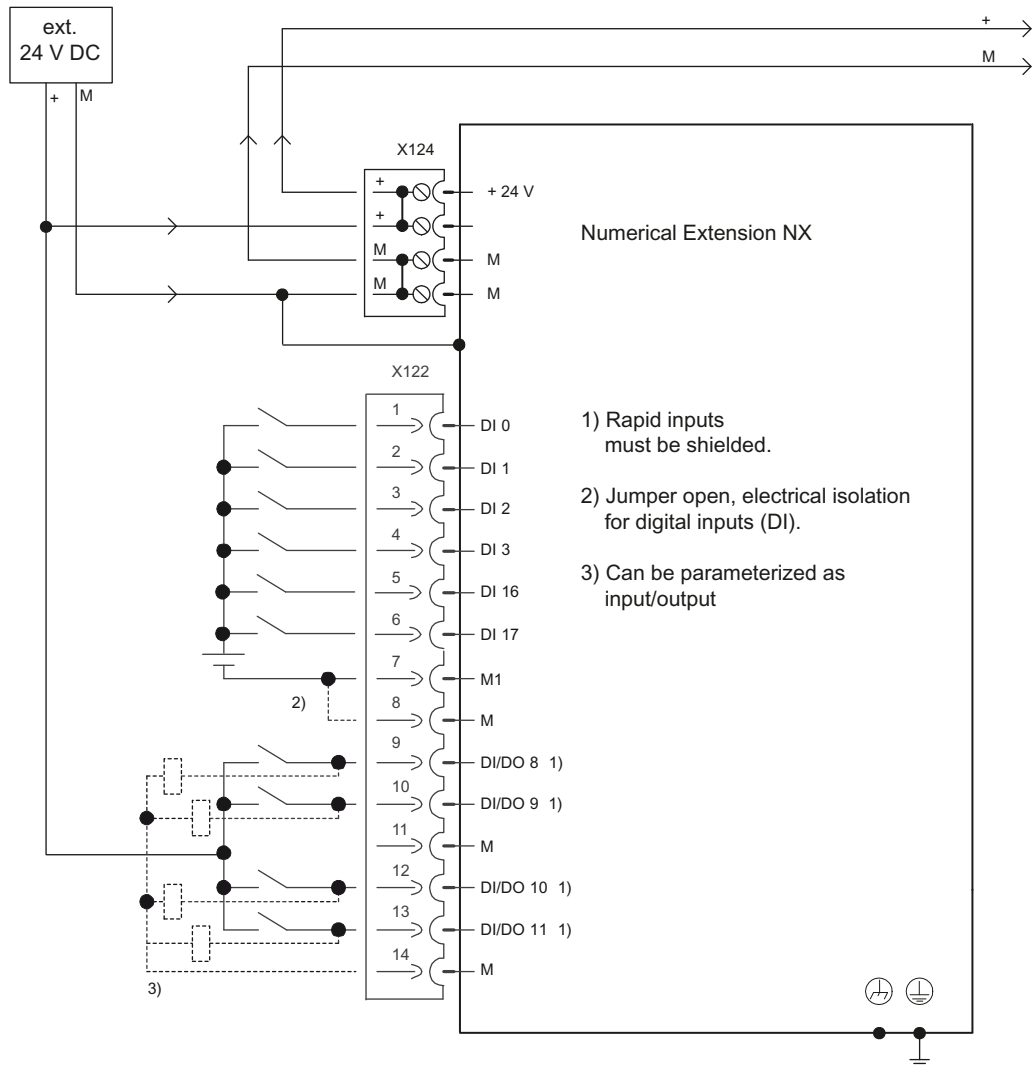 ext.
24 V DC
+
M
+
M
X124
+
+
M
M
+ 24 V
M
M
Numerical Extension NX
X122
1
DI 0
2
DI 1
3
DI 2
4
DI 3
5
DI 16
6
DI 17
7
M1
2)
8
M
9
DI/DO 8 1)
10
DI/DO 9 1)
11
M
12
DI/DO 10 1)
13
DI/DO 11 1)
14
M
3)
1) Rapid inputs
must be shielded.
2) Jumper open, electrical isolation
for digital inputs (DI).
3) Can be parameterized as
input/output